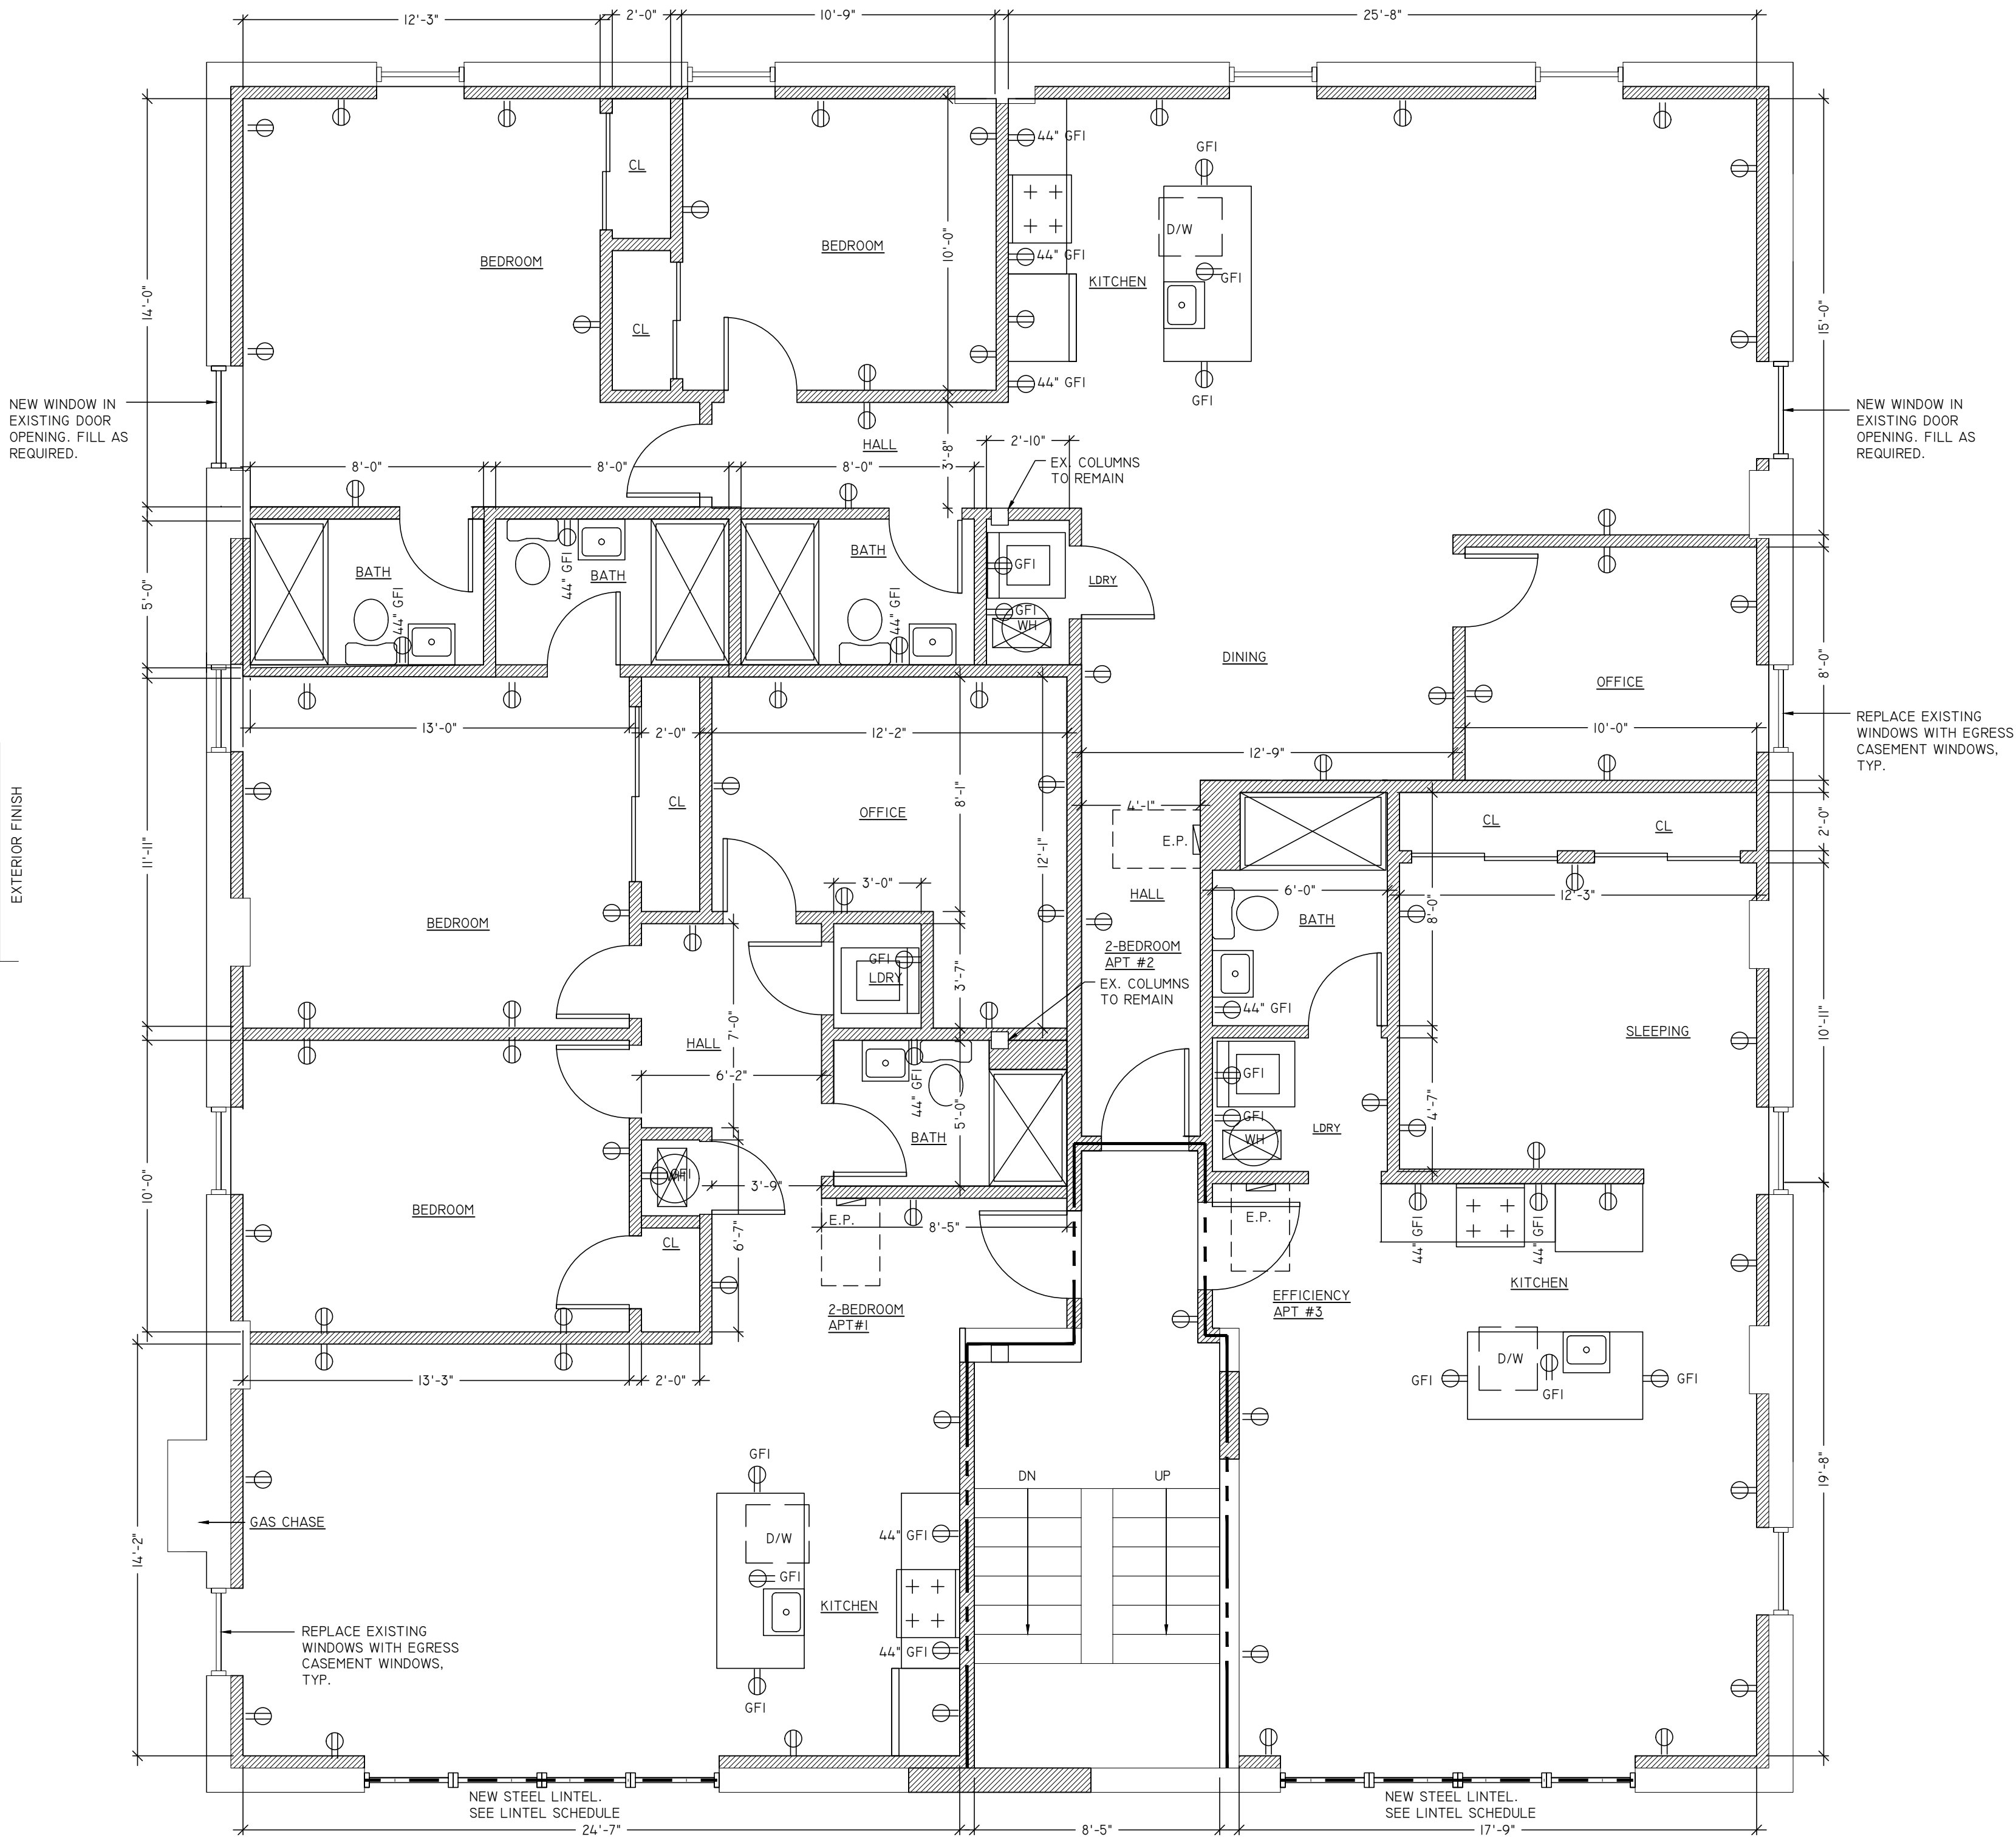 12'-3"
2'-0"
10'-9"
25'-8"
44" GFI
GFI
CL
D/W
BEDROOM
BEDROOM
10'-0"
44" GFI
KITCHEN
GFI
14'-0"
15'-0"
CL
44" GFI
GFI
NEW WINDOW IN
EXISTING DOOR
OPENING. FILL AS
REQUIRED.
NEW WINDOW IN
EXISTING DOOR
OPENING. FILL AS
REQUIRED.
HALL
3'-8"
2'-10"
8'-0"
8'-0"
8'-0"
EX. COLUMNS
TO REMAIN
BATH
44" GFI
BATH
44" GFI
BATH
44" GFI
GFI
GFI
WH
LDRY
5'-0"
DINING
OFFICE
8'-0"
10'-0"
REPLACE EXISTING
WINDOWS WITH EGRESS
CASEMENT WINDOWS,
TYP.
13'-0"
2'-0"
12'-2"
12'-9"
EXTERIOR FINISH
11'-11"
CL
OFFICE
8'-1"
12'-1"
4'-1"
E.P.
CL
CL
2'-0"
3'-0"
HALL
6'-0"
12'-3"
BEDROOM
BATH
8'-0"
2-BEDROOM
APT #2
GFI
LDRY
3'-7"
EX. COLUMNS
TO REMAIN
44" GFI
10'-11"
SLEEPING
HALL
7'-0"
6'-2"
44" GFI
5'-0"
BATH
GFI
GFI
WH
LDRY
4'-7"
10'-0"
GFI
WH
3'-9"
BEDROOM
CL
6'-7"
E.P.
8'-5"
E.P.
44" GFI
44" GFI
KITCHEN
2-BEDROOM
APT#1
EFFICIENCY
APT #3
D/W
GFI
GFI
GFI
13'-3"
2'-0"
GFI
DN
UP
19'-8"
GAS CHASE
14'-2"
D/W
44" GFI
GFI
KITCHEN
REPLACE EXISTING
WINDOWS WITH EGRESS
CASEMENT WINDOWS,
TYP.
44" GFI
GFI
NEW STEEL LINTEL.
SEE LINTEL SCHEDULE
NEW STEEL LINTEL.
SEE LINTEL SCHEDULE
24'-7"
8'-5"
17'-9"